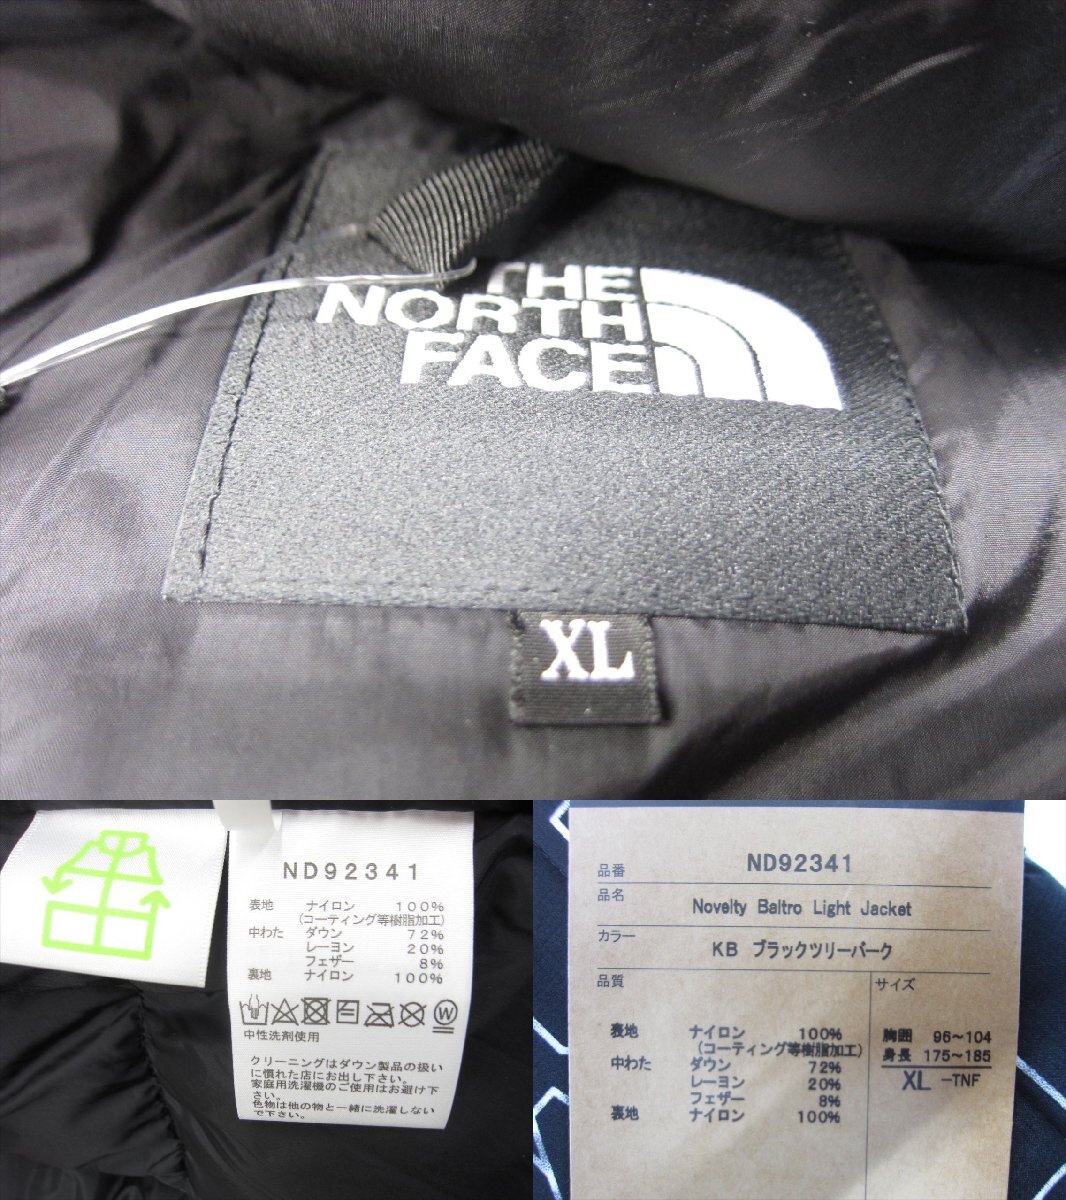 THE
NORTH
FACE
XL
ND92341
表地 ナイロン 100%
(コーティング等樹脂加工)
中わた ダウン 72%
レーヨン 20%
フェザー 8%
裏地 ナイロン 100%
W
中性洗剤使用
クリーニングはダウン製品の扱い
に慣れた店にお出し下さい。
家庭用洗濯機のご使用はお避け下
さい。
色物は他の物と一緒に洗濯しない
で下さい。
品番 ND92341
品名 Novelty Baltro Light Jacket
カラー KB ブラックツリーバーク
品質 サイズ
表地 ナイロン 100%
(コーティング等樹脂加工)
中わた ダウン 72%
レーヨン 20%
フェザー 8%
裏地 ナイロン 100%
胸囲 96~104
身長 175~185
XL -TNF